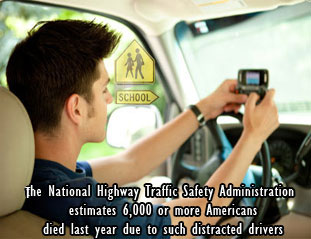 SCHOOL
The National Highway Traffic Safety Administration
estimates 6,000 or more Americans
died last year due to such distracted drivers